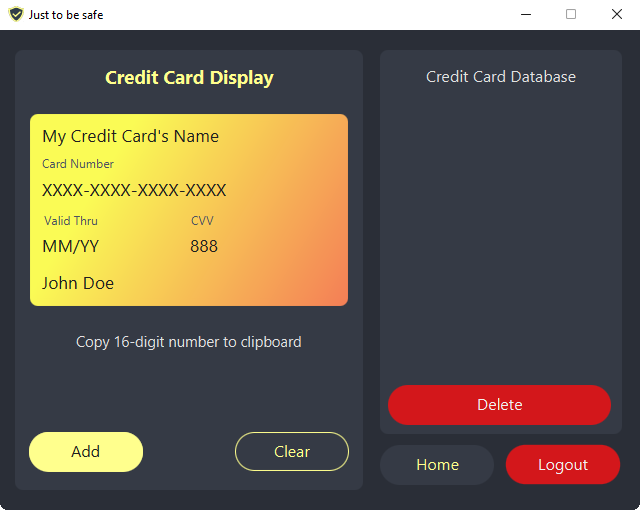 Just to be safe
Credit Card Display
My Credit Card's Name
Card Number
XXXX-XXXX-XXXX-XXXX
Valid Thru CVV
MM/YY 888
John Doe
Copy 16-digit number to clipboard
Add Clear
Credit Card Database
Delete
Home Logout